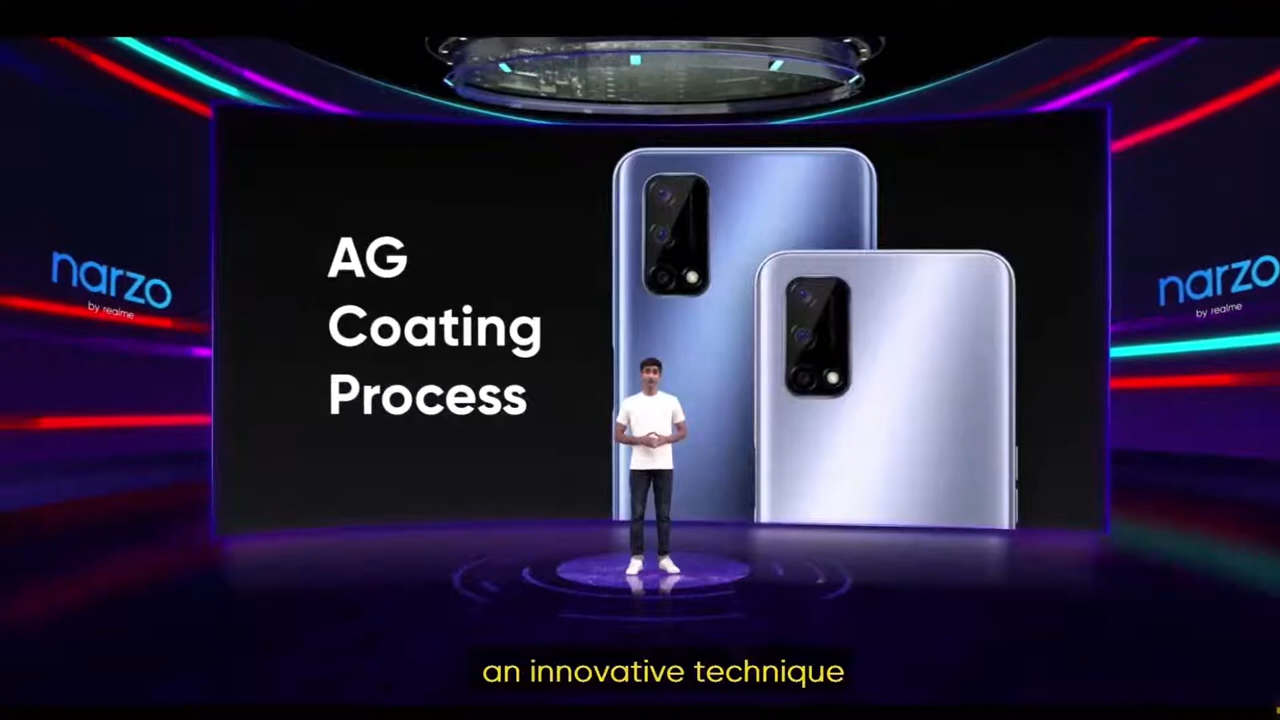 narzo
by realme
AG
Coating
Process
narzo
by realme
an innovative technique